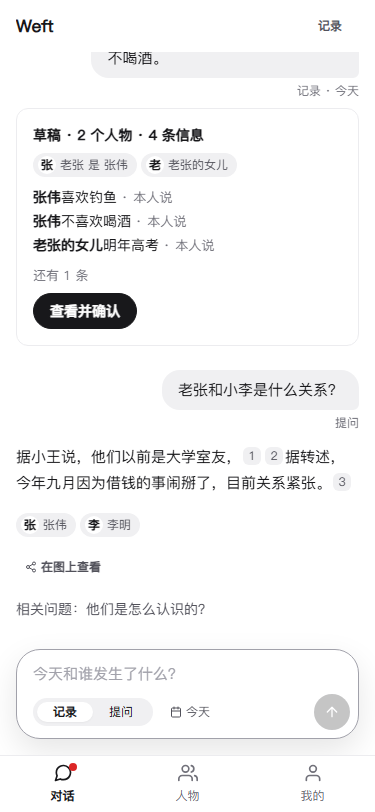 Weft
记录
不喝酒。
记录 · 今天
草稿 · 2 个人物 · 4 条信息
张 老张 是 张伟 老 老张的女儿
张伟喜欢钓鱼 · 本人说
张伟不喜欢喝酒 · 本人说
老张的女儿明年高考 · 本人说
还有 1 条
查看并确认
老张和小李是什么关系？
提问
据小王说，他们以前是大学室友， 1 2 据转述，
今年九月因为借钱的事闹掰了，目前关系紧张。 3
张 张伟 李 李明
在图上查看
相关问题：他们是怎么认识的？
今天和谁发生了什么？
记录 提问 今天
对话 人物 我的